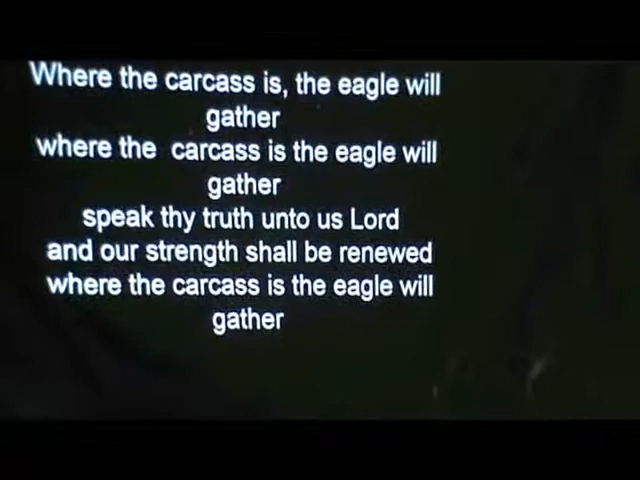 Where the carcass is, the eagle will
gather
where the carcass is the eagle will
gather
speak thy truth unto us Lord
and our strength shall be renewed
where the carcass is the eagle will
gather